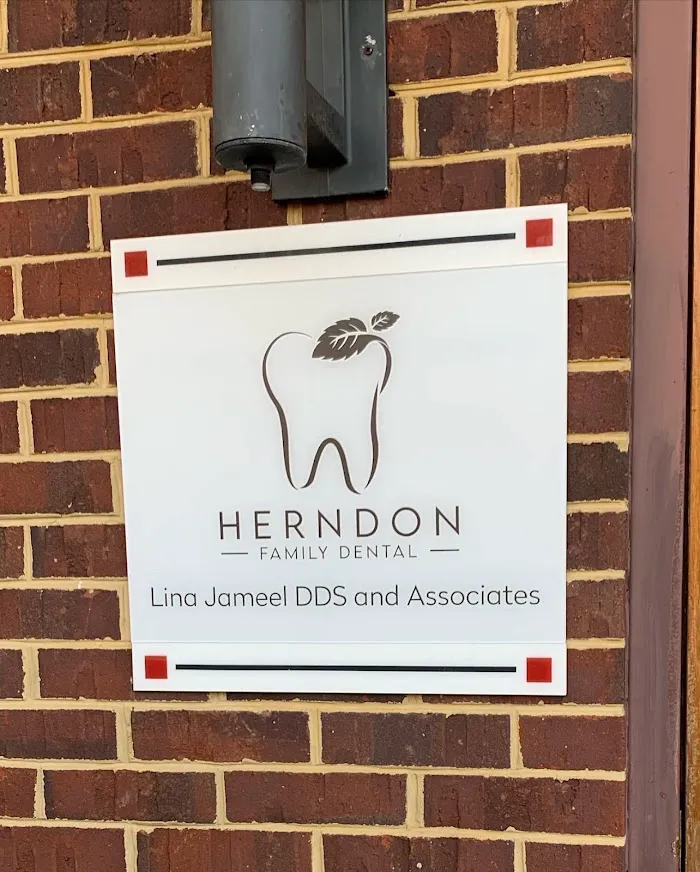 HERNDON
FAMILY DENTAL
Lina Jameel DDS and Associates